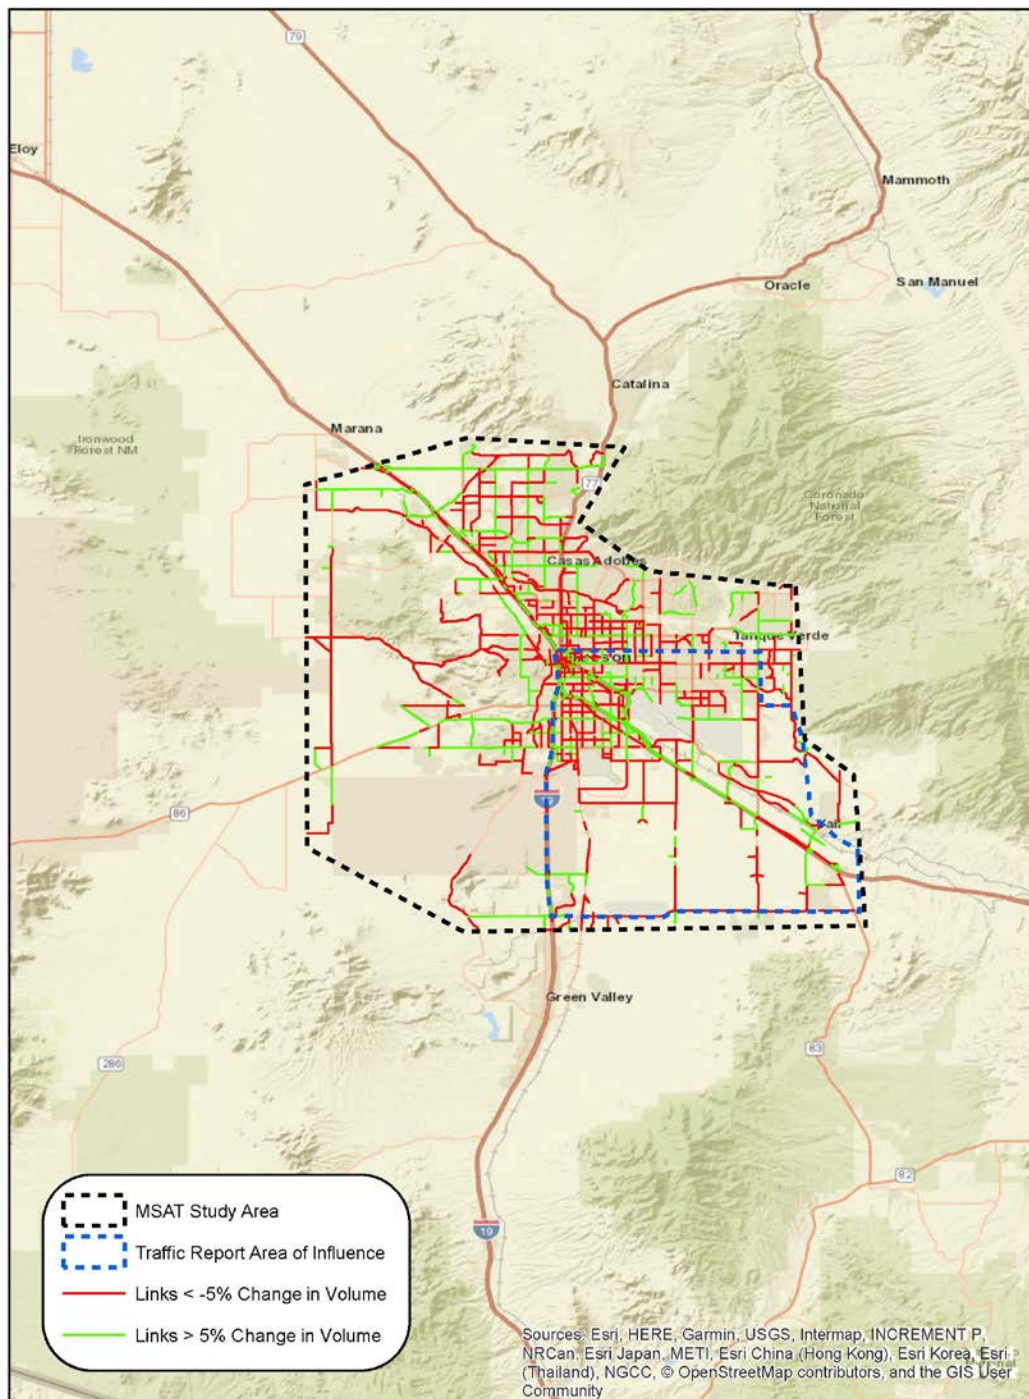 79
Eloy
Mammoth
San Manuel
Oracle
Catalina
Marana
Ironwood
Forest NM
77
Coronado
National
Forest
Casas Adobes
Tanque Verde
Tucson
19
Vail
86
Green Valley
83
286
82
19
MSAT Study Area
Traffic Report Area of Influence
Links < -5% Change in Volume
Links > 5% Change in Volume
Sources: Esri, HERE, Garmin, USGS, Intermap, INCREMENT P,
NRCan, Esri Japan, METI, Esri China (Hong Kong), Esri Korea, Esri
(Thailand), NGCC, © OpenStreetMap contributors, and the GIS User
Community